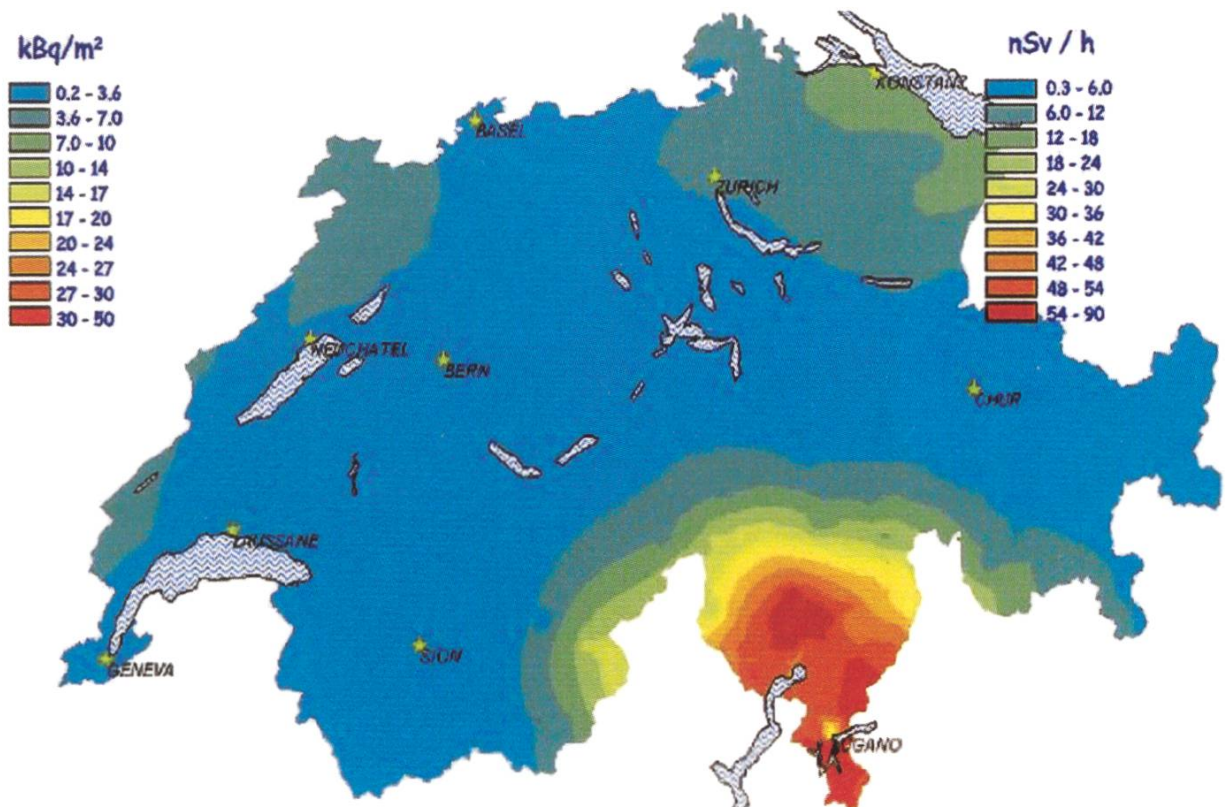 kBq/m²
0.2 - 3.6
3.6 - 7.0
7.0 - 10
10 - 14
14 - 17
17 - 20
20 - 24
24 - 27
27 - 30
30 - 50
nSv / h
0.3 - 6.0
6.0 - 12
12 - 18
18 - 24
24 - 30
30 - 36
36 - 42
42 - 48
48 - 54
54 - 90
KONSTANZ
BASEL
ZURICH
NEUCHATEL
BERN
CHUR
LAUSSANE
SION
GENEVA
LUGANO